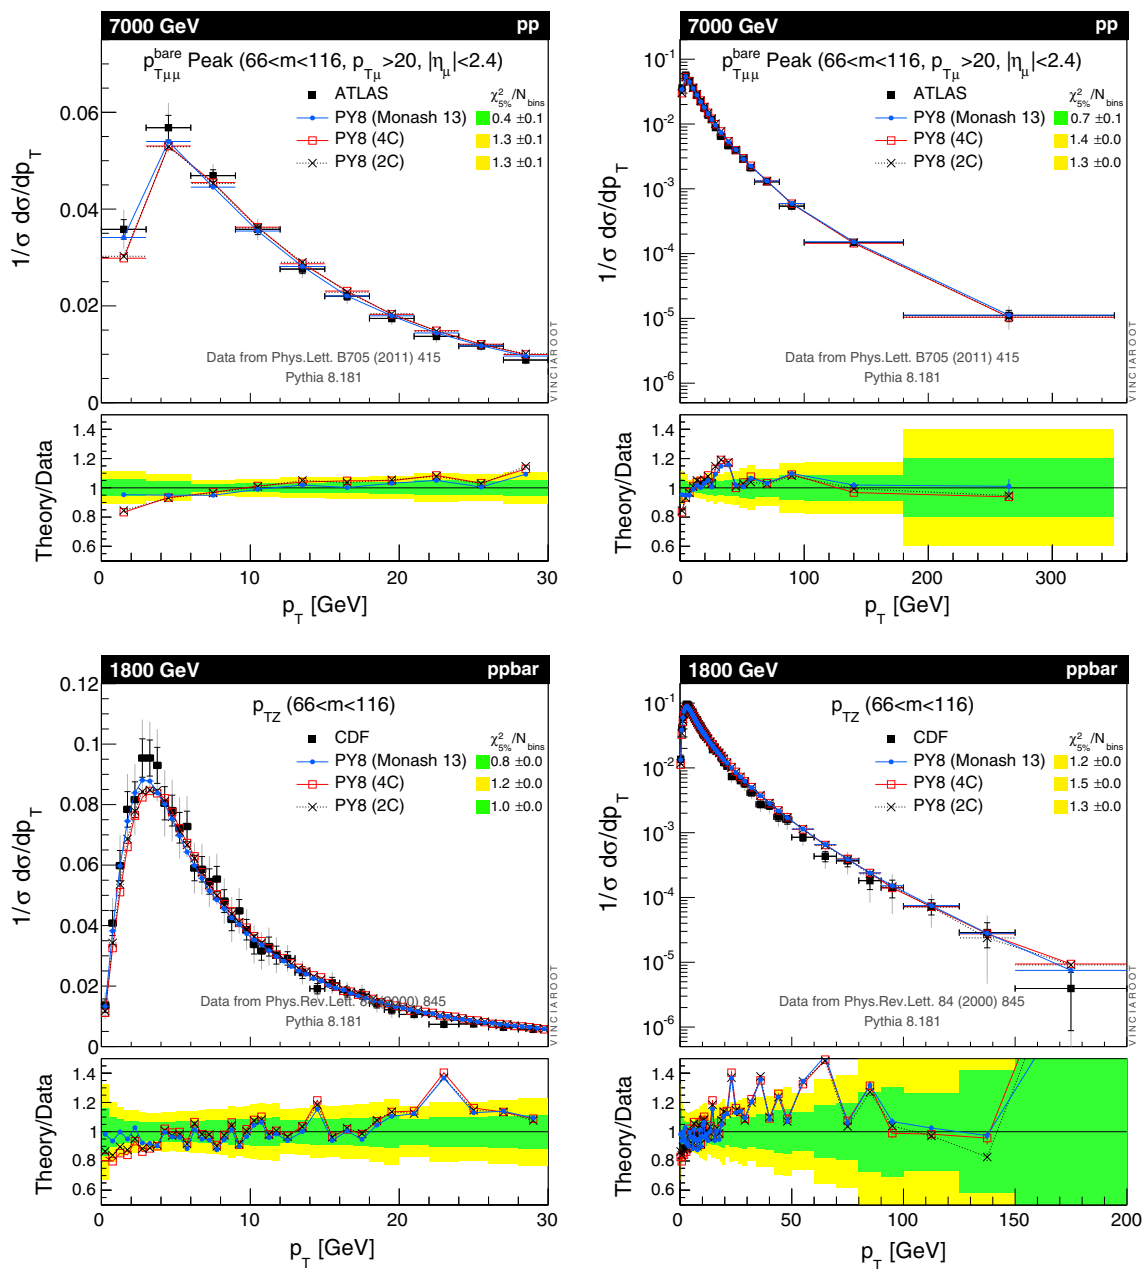 7000 GeV pp
p_Tμμ^bare Peak (66<m<116, p_Tμ>20, |η_μ|<2.4)
ATLAS
PY8 (Monash 13)
PY8 (4C)
PY8 (2C)
χ²_5%/N_bins
0.4 ±0.1
1.3 ±0.1
1.3 ±0.1
1/σ dσ/dp_T
0.06
0.04
0.02
0
Data from Phys.Lett. B705 (2011) 415
Pythia 8.181
VINCIAROOT
Theory/Data
1.4
1.2
1
0.8
0.6
0 10 20 30
p_T [GeV]
7000 GeV pp
p_Tμμ^bare Peak (66<m<116, p_Tμ>20, |η_μ|<2.4)
ATLAS
PY8 (Monash 13)
PY8 (4C)
PY8 (2C)
χ²_5%/N_bins
0.7 ±0.1
1.4 ±0.0
1.3 ±0.0
1/σ dσ/dp_T
10⁻¹
10⁻²
10⁻³
10⁻⁴
10⁻⁵
10⁻⁶
Data from Phys.Lett. B705 (2011) 415
Pythia 8.181
VINCIAROOT
Theory/Data
1.4
1.2
1
0.8
0.6
0 100 200 300
p_T [GeV]
1800 GeV ppbar
p_TZ (66<m<116)
CDF
PY8 (Monash 13)
PY8 (4C)
PY8 (2C)
χ²_5%/N_bins
0.8 ±0.0
1.2 ±0.0
1.0 ±0.0
1/σ dσ/dp_T
0.12
0.1
0.08
0.06
0.04
0.02
0
Data from Phys.Rev.Lett. 84 (2000) 845
Pythia 8.181
VINCIAROOT
Theory/Data
1.4
1.2
1
0.8
0.6
0 10 20 30
p_T [GeV]
1800 GeV ppbar
p_TZ (66<m<116)
CDF
PY8 (Monash 13)
PY8 (4C)
PY8 (2C)
χ²_5%/N_bins
1.2 ±0.0
1.5 ±0.0
1.3 ±0.0
1/σ dσ/dp_T
10⁻¹
10⁻²
10⁻³
10⁻⁴
10⁻⁵
10⁻⁶
Data from Phys.Rev.Lett. 84 (2000) 845
Pythia 8.181
VINCIAROOT
Theory/Data
1.4
1.2
1
0.8
0.6
0 50 100 150 200
p_T [GeV]